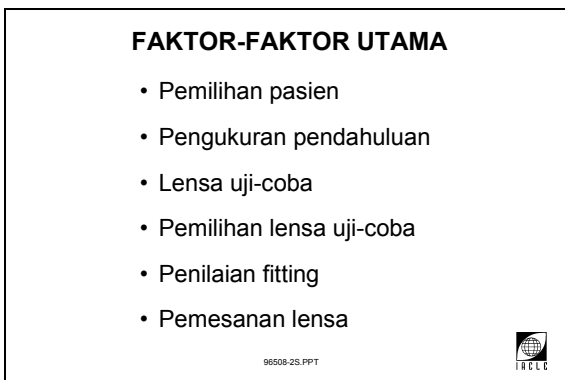 FAKTOR-FAKTOR UTAMA
• Pemilihan pasien
• Pengukuran pendahuluan
• Lensa uji-coba
• Pemilihan lensa uji-coba
• Penilaian fitting
• Pemesanan lensa
96508-2S.PPT
IACLE